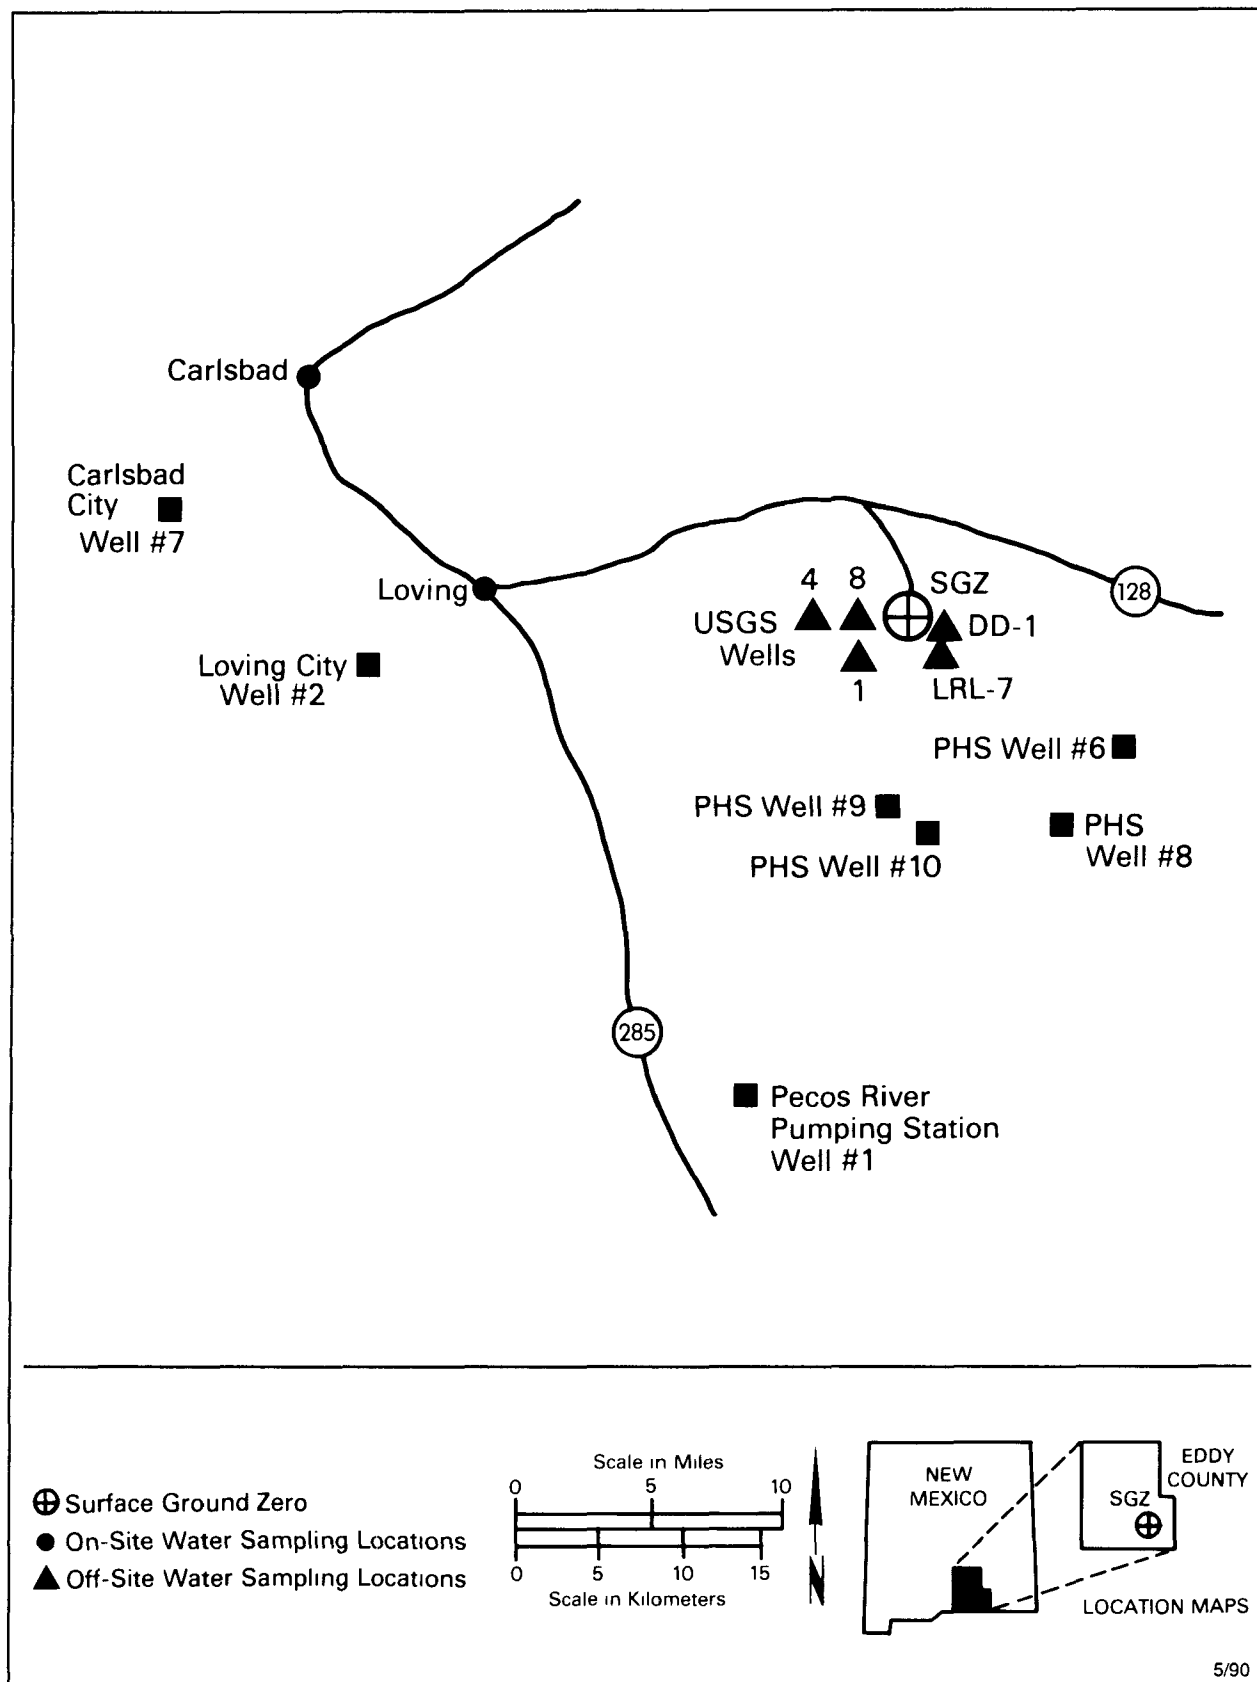 Carlsbad
Carlsbad
City
Well #7
Loving
Loving City
Well #2
4 8 SGZ
128
USGS
Wells
DD-1
1 LRL-7
PHS Well #6
PHS Well #9
PHS Well #10
PHS
Well #8
285
Pecos River
Pumping Station
Well #1
Surface Ground Zero
On-Site Water Sampling Locations
Off-Site Water Sampling Locations
Scale in Miles
0 5 10
0 5 10 15
Scale in Kilometers
N
NEW
MEXICO
EDDY
COUNTY
SGZ
LOCATION MAPS
5/90